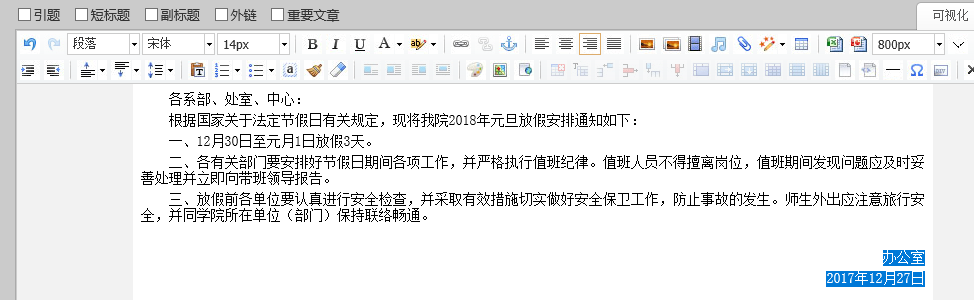 引题 短标题 副标题 外链 重要文章
可视化
段落 宋体 14px B I U A ab 800px
各系部、处室、中心：
根据国家关于法定节假日有关规定，现将我院2018年元旦放假安排通知如下：
一、12月30日至元月1日放假3天。
二、各有关部门要安排好节假日期间各项工作，并严格执行值班纪律。值班人员不得擅离岗位，值班期间发现问题应及时妥
善处理并立即向带班领导报告。
三、放假前各单位要认真进行安全检查，并采取有效措施切实做好安全保卫工作，防止事故的发生。师生外出应注意旅行安
全，并同学院所在单位（部门）保持联络畅通。
办公室
2017年12月27日